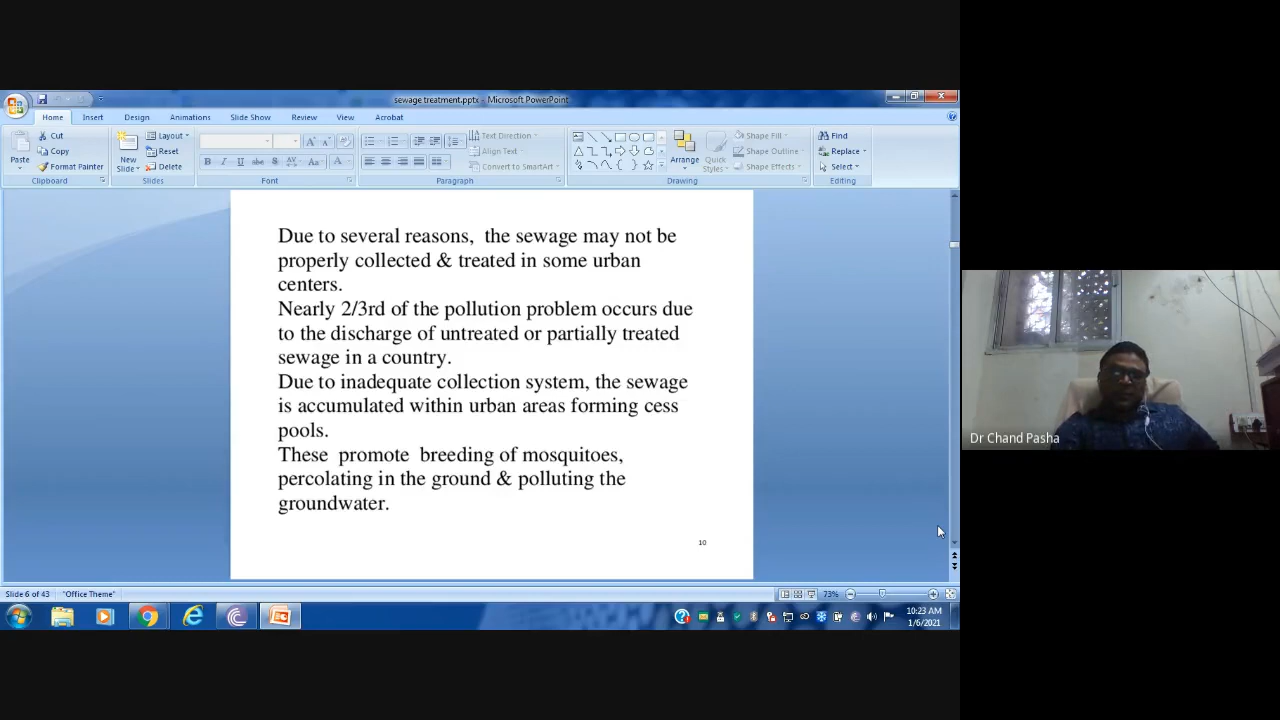 sewage treatment.pptx - Microsoft PowerPoint
Home Insert Design Animations Slide Show Review View Acrobat
Paste
Cut
Copy
Format Painter
Clipboard
New Slide
Layout
Reset
Delete
Slides
Font
Text Direction
Align Text
Convert to SmartArt
Paragraph
Arrange
Quick Styles
Shape Fill
Shape Outline
Shape Effects
Drawing
Find
Replace
Select
Editing
Due to several reasons, the sewage may not be
properly collected & treated in some urban
centers.
Nearly 2/3rd of the pollution problem occurs due
to the discharge of untreated or partially treated
sewage in a country.
Due to inadequate collection system, the sewage
is accumulated within urban areas forming cess
pools.
These promote breeding of mosquitoes,
percolating in the ground & polluting the
groundwater.
10
Dr Chand Pasha
Slide 6 of 43 "Office Theme" 73%
10:23 AM
1/6/2021